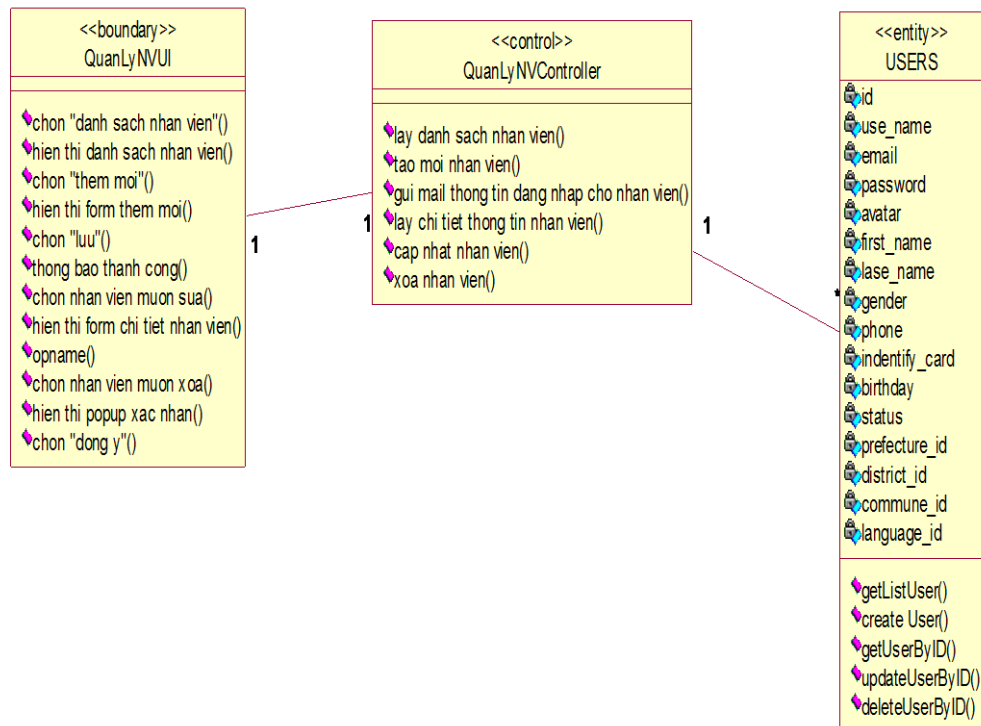 <<boundary>>
QuanLyNVUI
chon "danh sach nhan vien"()
hien thi danh sach nhan vien()
chon "them moi"()
hien thi form them moi()
chon "luu"()
thong bao thanh cong()
chon nhan vien muon sua()
hien thi form chi tiet nhan vien()
opname()
chon nhan vien muon xoa()
hien thi popup xac nhan()
chon "dong y"()
1
1
<<control>>
QuanLyNVController
lay danh sach nhan vien()
tao moi nhan vien()
gui mail thong tin dang nhap cho nhan vien()
lay chi tiet thong tin nhan vien()
cap nhat nhan vien()
xoa nhan vien()
1
*
<<entity>>
USERS
id
use_name
email
password
avatar
first_name
lase_name
gender
phone
indentify_card
birthday
status
prefecture_id
district_id
commune_id
language_id
getListUser()
create User()
getUserByID()
updateUserByID()
deleteUserByID()